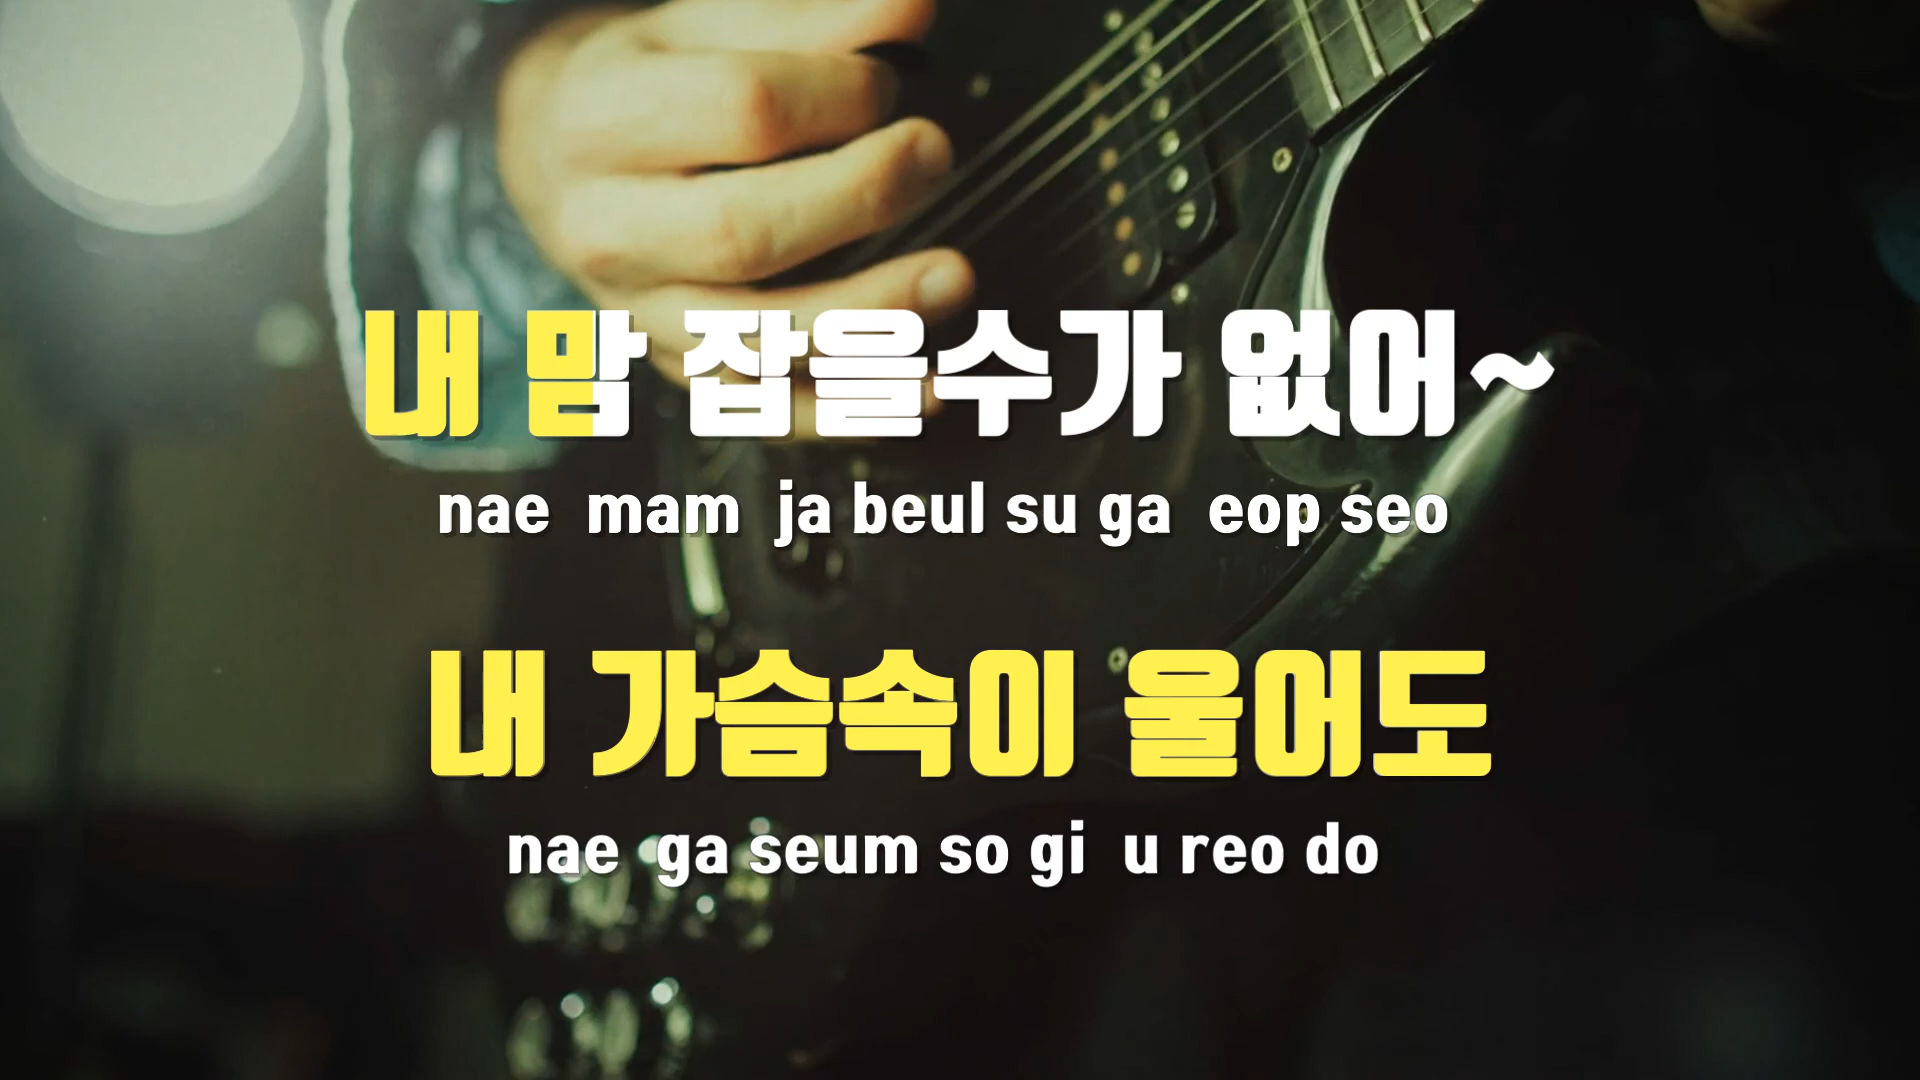 내 맘 잡을수가 없어~
nae mam ja beul su ga eop seo
내 가슴속이 울어도
nae ga seum so gi u reo do